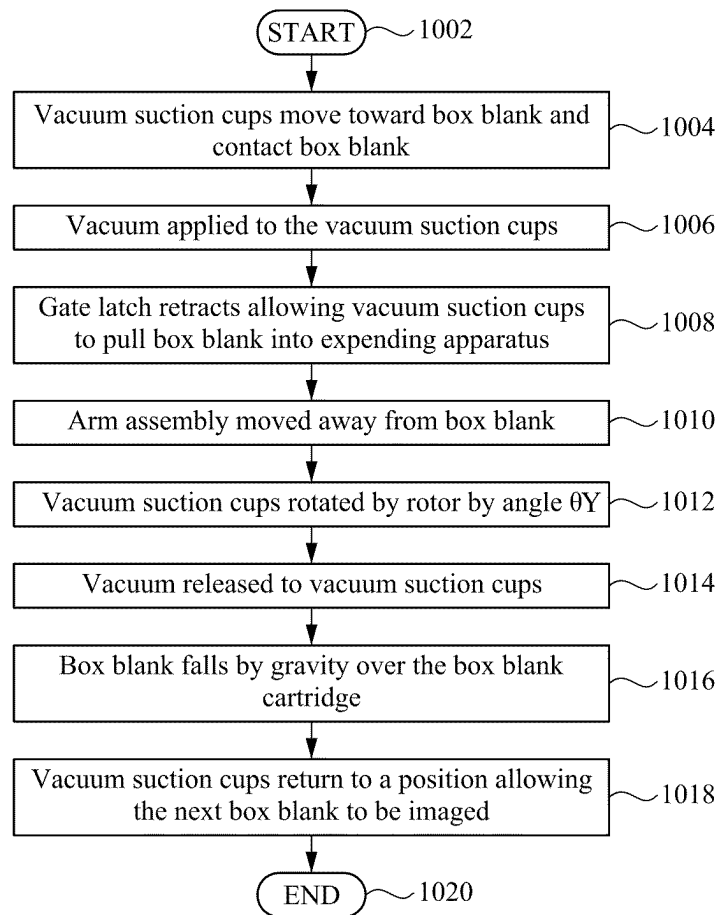 START
1002
Vacuum suction cups move toward box blank and
contact box blank
1004
Vacuum applied to the vacuum suction cups
1006
Gate latch retracts allowing vacuum suction cups
to pull box blank into expending apparatus
1008
Arm assembly moved away from box blank
1010
Vacuum suction cups rotated by rotor by angle θY
1012
Vacuum released to vacuum suction cups
1014
Box blank falls by gravity over the box blank
cartridge
1016
Vacuum suction cups return to a position allowing
the next box blank to be imaged
1018
END
1020